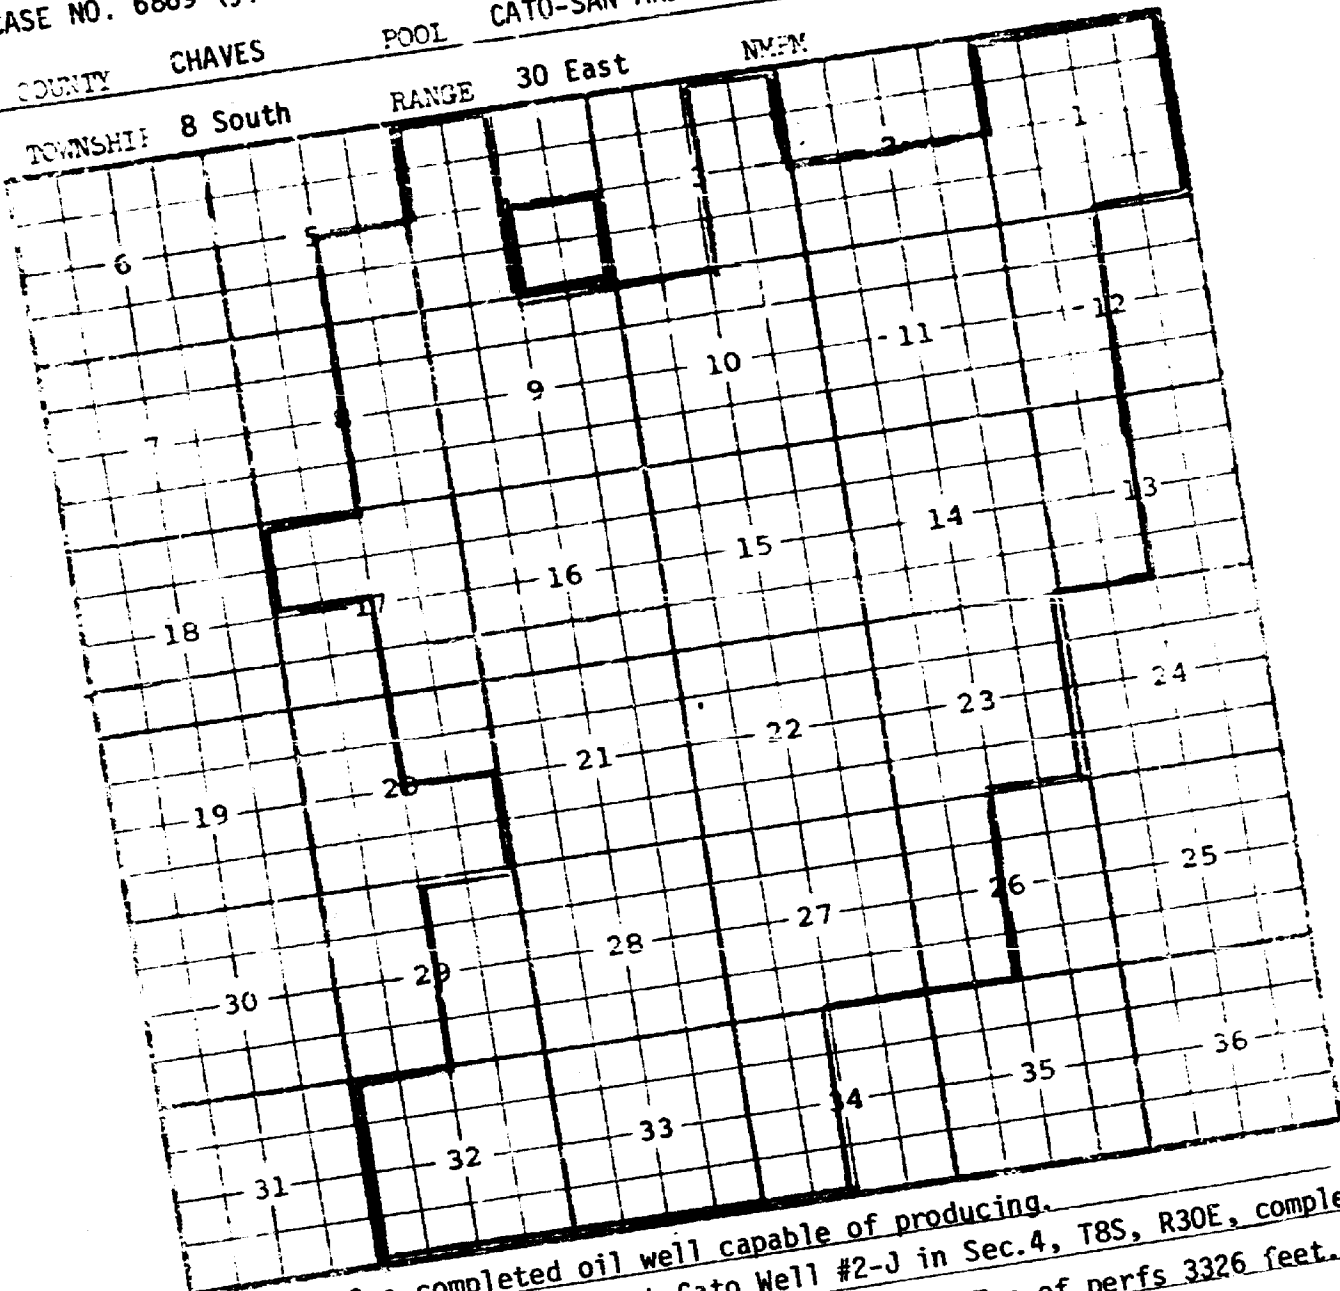 CASE NO.
COUNTY CHAVES POOL CATO-SAN
TOWNSHIP 8 South RANGE 30 East NMPM
6 5 2 1
7 8 9 10 11 12
18 17 16 15 14 13
19 20 21 22 23 24
30 29 28 27 26 25
31 32 33 34 35 36
completed oil well capable of producing.
Cato Well #2-J in Sec.4, T8S, R30E,
of perfs 3326 feet.